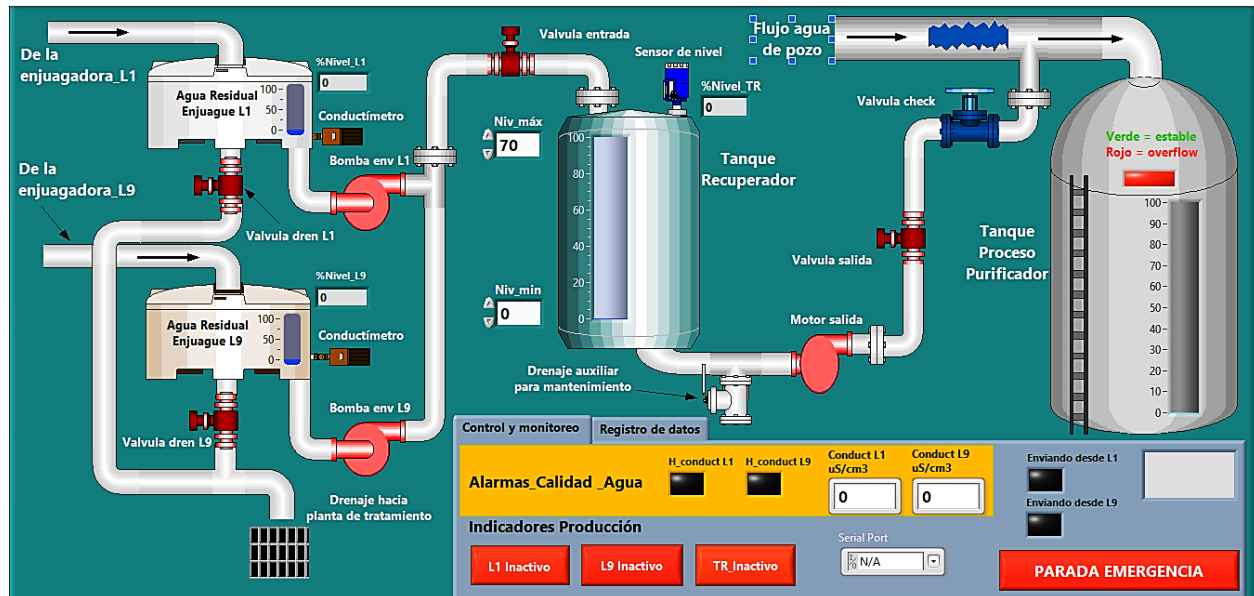 De la
enjuagadora_L1
%Nivel_L1
0
Agua Residual
Enjuague L1
100
50
0
Conductímetro
Bomba env L1
Valvula dren L1
De la
enjuagadora_L9
%Nivel_L9
0
Agua Residual
Enjuague L9
100
50
0
Conductímetro
Bomba env L9
Valvula dren L9
Drenaje hacia
planta de tratamiento
Valvula entrada
Sensor de nivel
%Nivel_TR
0
Niv_máx
70
Niv_min
0
100
80
60
40
20
0
Tanque
Recuperador
Drenaje auxiliar
para mantenimiento
Motor salida
Valvula salida
Valvula check
Flujo agua
de pozo
Verde = estable
Rojo = overflow
Tanque
Proceso
Purificador
100
90
80
70
60
50
40
30
20
10
0
Control y monitoreo
Registro de datos
Alarmas_Calidad _Agua
H_conduct L1
H_conduct L9
Conduct L1
uS/cm3
0
Conduct L9
uS/cm3
0
Enviando desde L1
Enviando desde L9
Indicadores Producción
L1 Inactivo
L9 Inactivo
TR_Inactivo
Serial Port
N/A
PARADA EMERGENCIA